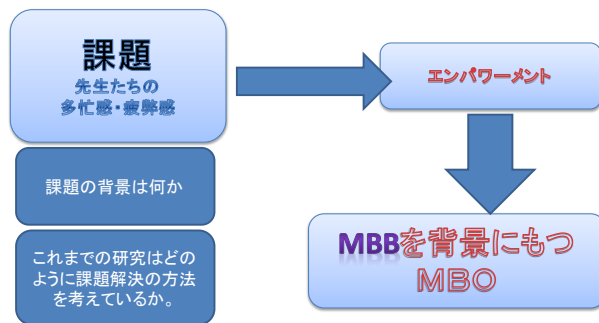 課題
先生たちの
多忙感・疲弊感
エンパワーメント
課題の背景は何か
これまでの研究はどの
ように課題解決の方法
を考えているか。
MBBを背景にもつ
MBO